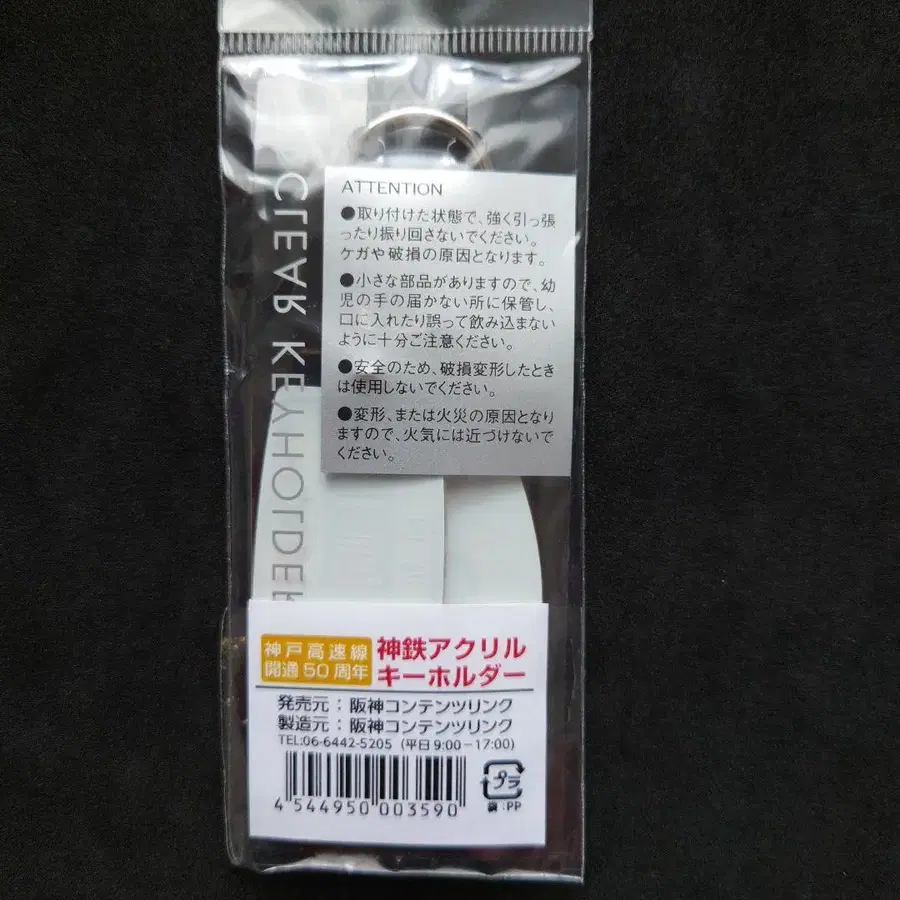 CLEAR KEYHOLDER
ATTENTION
●取り付けた状態で、強く引っ張
ったり振り回さないでください。
ケガや破損の原因となります。
●小さな部品がありますので、幼
児の手の届かない所に保管し、
口に入れたり誤って飲み込まない
ように十分ご注意ください。
●安全のため、破損変形したとき
は使用しないでください。
●変形、または火災の原因となり
ますので、火気には近づけないで
ください。
神戸高速線
開通50周年
神鉄アクリル
キーホルダー
発売元：阪神コンテンツリンク
製造元：阪神コンテンツリンク
TEL:06-6442-5205（平日9:00－17:00）
4 544950 003590
プラ
袋:PP